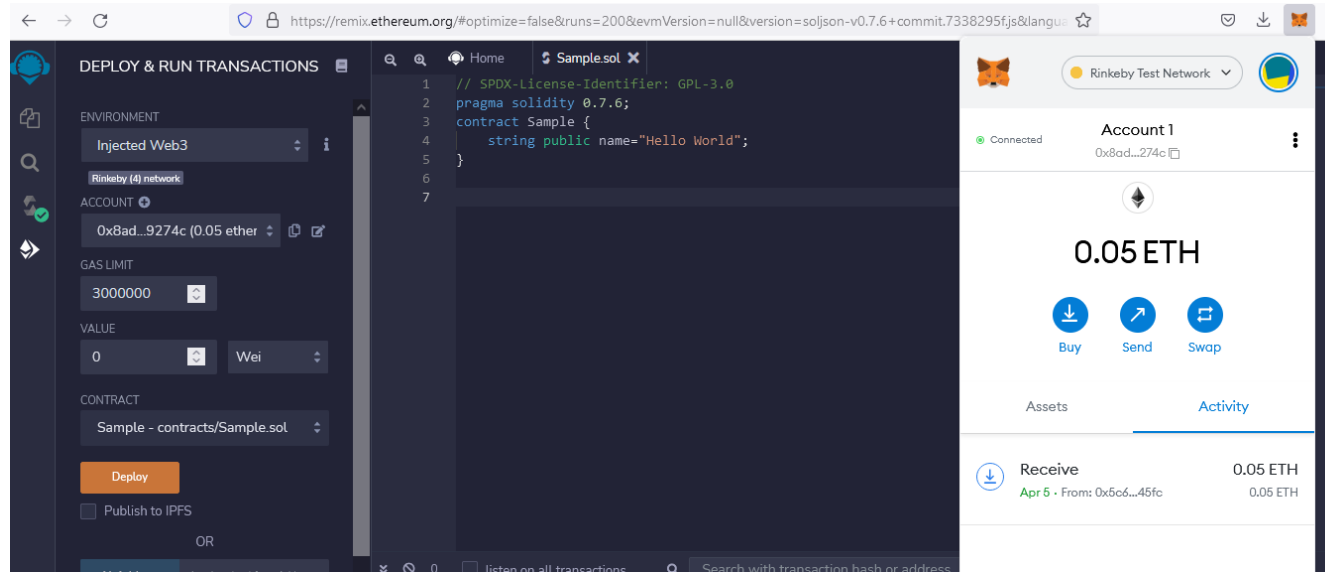 https://remix.ethereum.org/#optimize=false&runs=200&evmVersion=null&version=soljson-v0.7.6+commit.7338295f.js&langua
DEPLOY & RUN TRANSACTIONS
ENVIRONMENT
Injected Web3
i
Rinkeby (4) network
ACCOUNT
0x8ad...9274c (0.05 ether
GAS LIMIT
3000000
VALUE
0
Wei
CONTRACT
Sample - contracts/Sample.sol
Deploy
Publish to IPFS
OR
Home
Sample.sol
1 // SPDX-License-Identifier: GPL-3.0
2 pragma solidity 0.7.6;
3 contract Sample {
4 string public name="Hello World";
5 }
6
7
0
listen on all transactions
Search with transaction hash or address
Rinkeby Test Network
Connected
Account 1
0x8ad...274c
0.05 ETH
Buy
Send
Swap
Assets
Activity
Receive
0.05 ETH
Apr 5 · From: 0x5c6...45fc
0.05 ETH